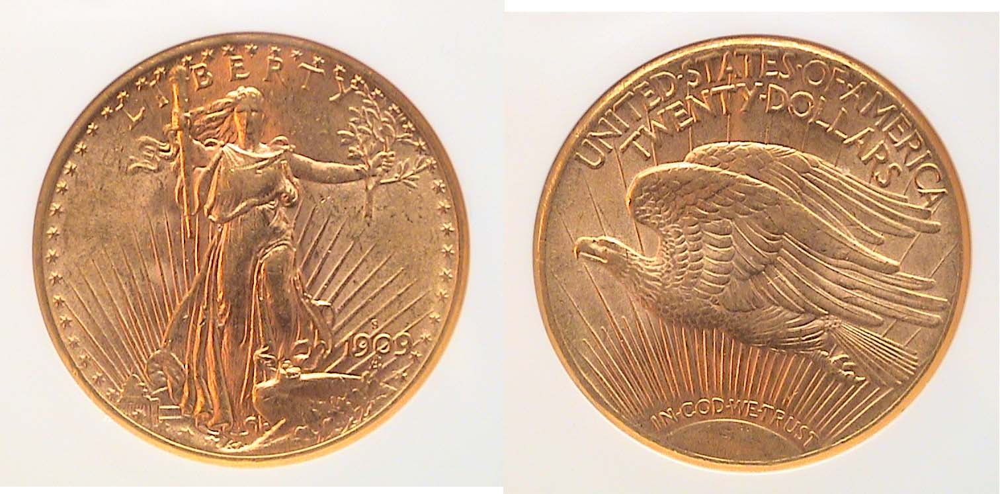 LIBERTY
S
1909
UNITED·STATES·OF·AMERICA
TWENTY·DOLLARS
IN·GOD·WE·TRUST